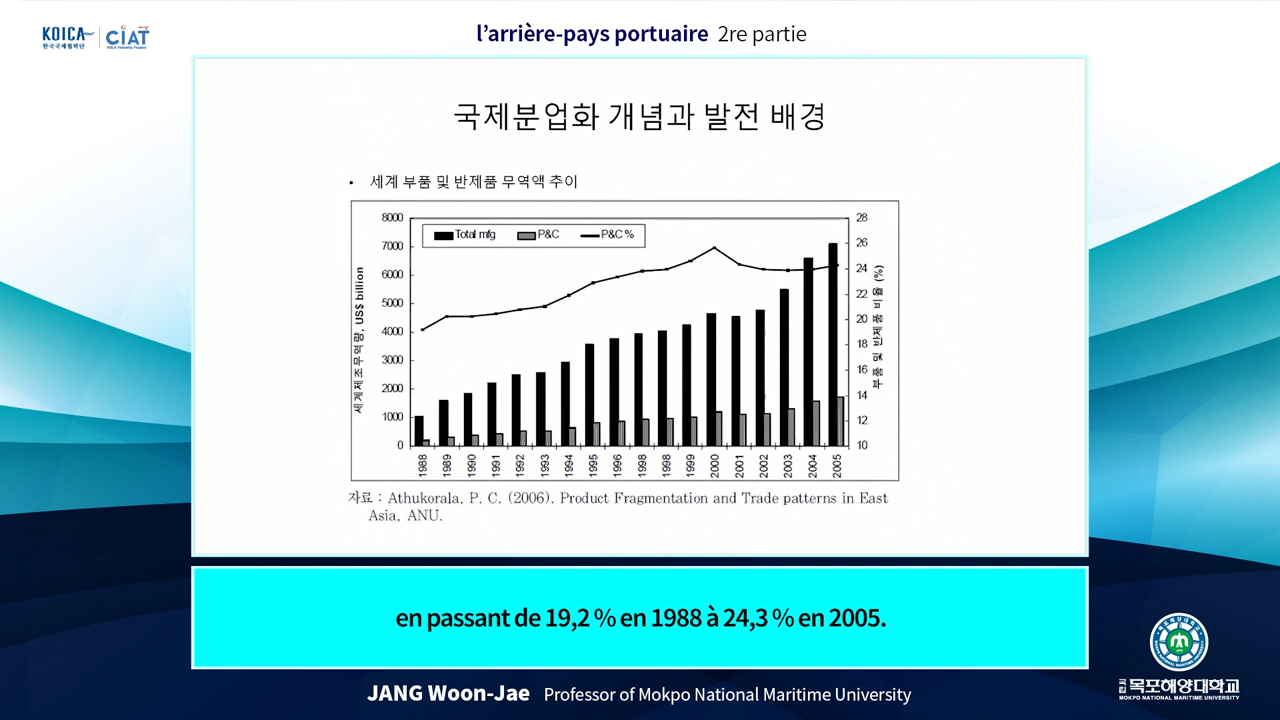 KOICA
한국국제협력단
CIAT
KOICA Fellowship Program
l'arrière-pays portuaire 2re partie
국제분업화 개념과 발전 배경
• 세계 부품 및 반제품 무역액 추이
Total mfg P&C P&C %
세계제조무역량, US$ billion
8000
7000
6000
5000
4000
3000
2000
1000
0
28
26
24
22
20
18
16
14
12
10
부품 및 반제품 비율 (%)
1988 1989 1990 1991 1992 1993 1994 1995 1996 1998 1998 1999 2000 2001 2002 2003 2004 2005
자료 : Athukorala, P. C. (2006). Product Fragmentation and Trade patterns in East
Asia, ANU.
en passant de 19,2 % en 1988 à 24,3 % en 2005.
JANG Woon-Jae Professor of Mokpo National Maritime University
국립 목포해양대학교
MOKPO NATIONAL MARITIME UNIVERSITY